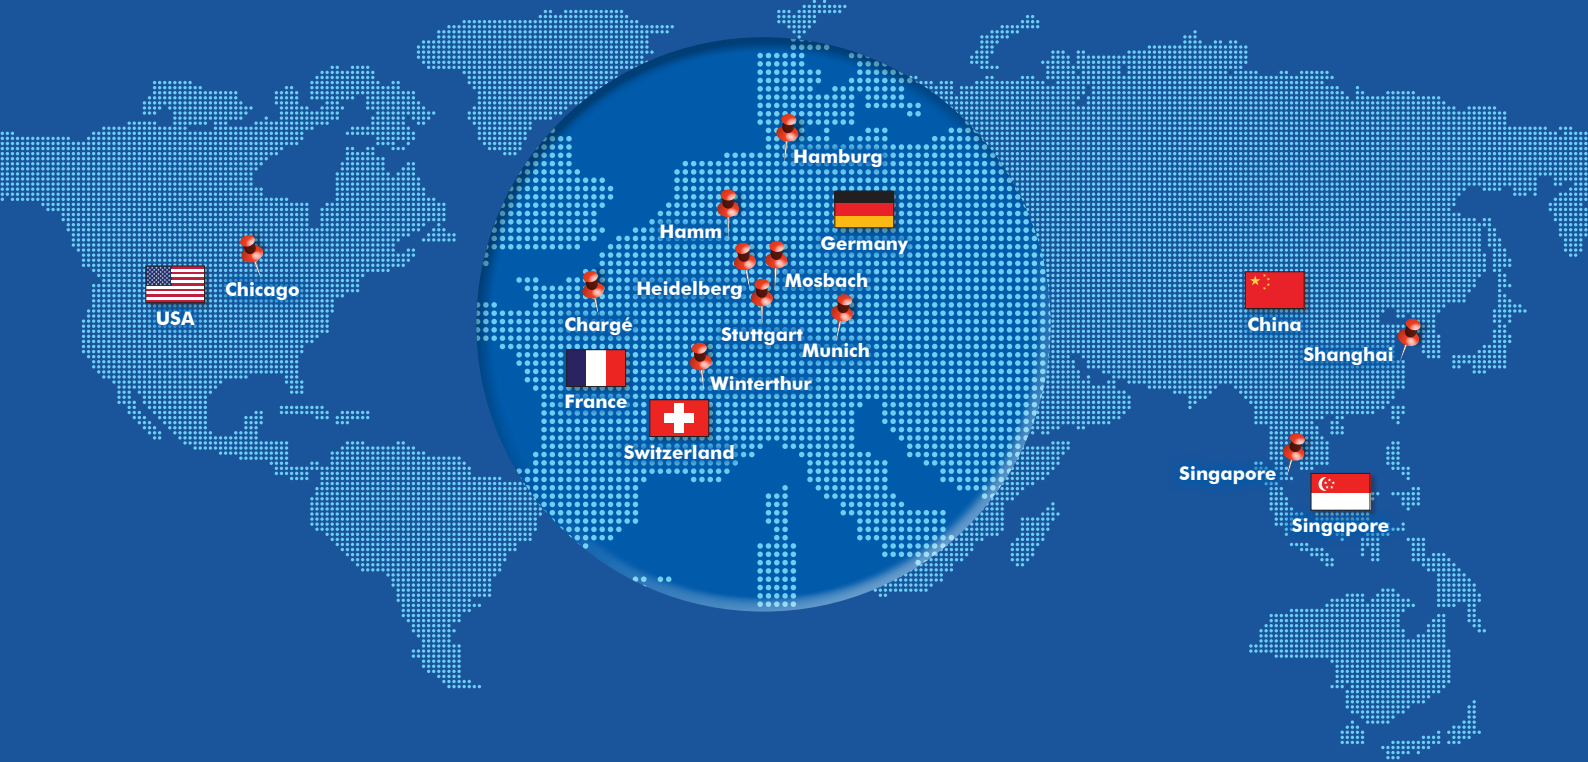 Hamburg
Hamm
Germany
Chicago
USA
Heidelberg
Mosbach
Chargé
Stuttgart
Munich
France
Winterthur
Switzerland
China
Shanghai
Singapore
Singapore